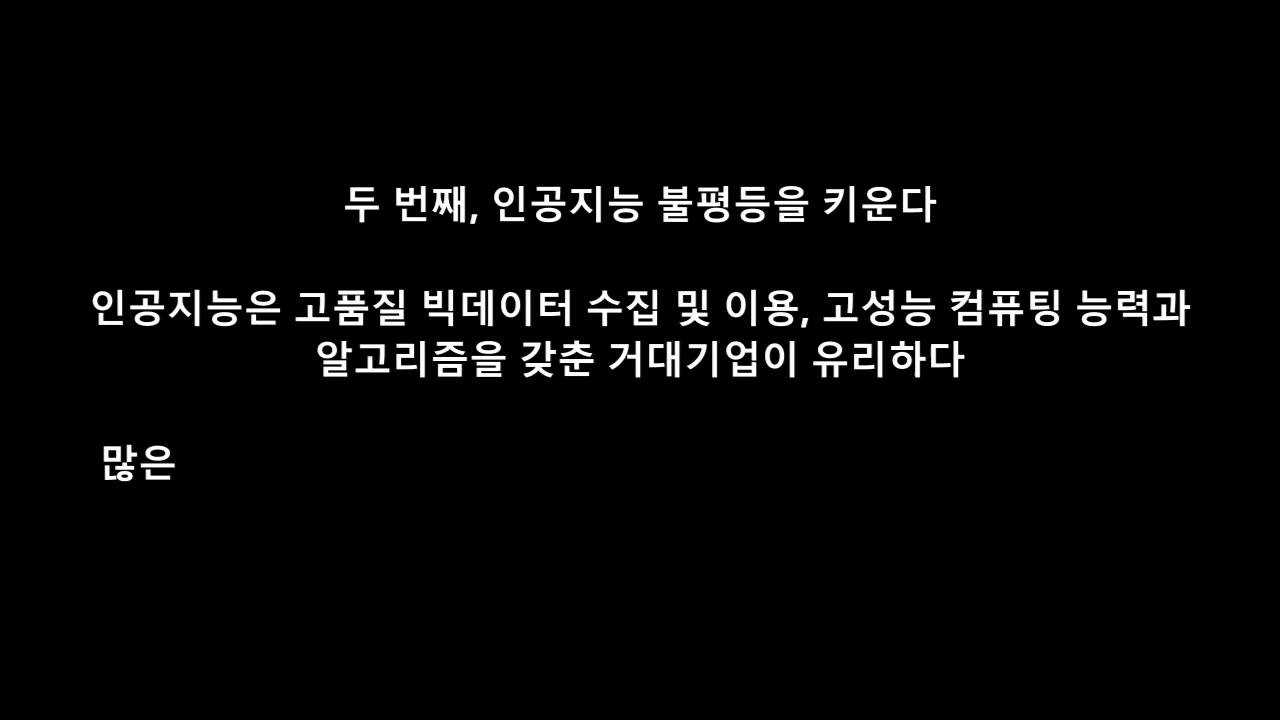 두 번째, 인공지능 불평등을 키운다
인공지능은 고품질 빅데이터 수집 및 이용, 고성능 컴퓨팅 능력과
알고리즘을 갖춘 거대기업이 유리하다
많은